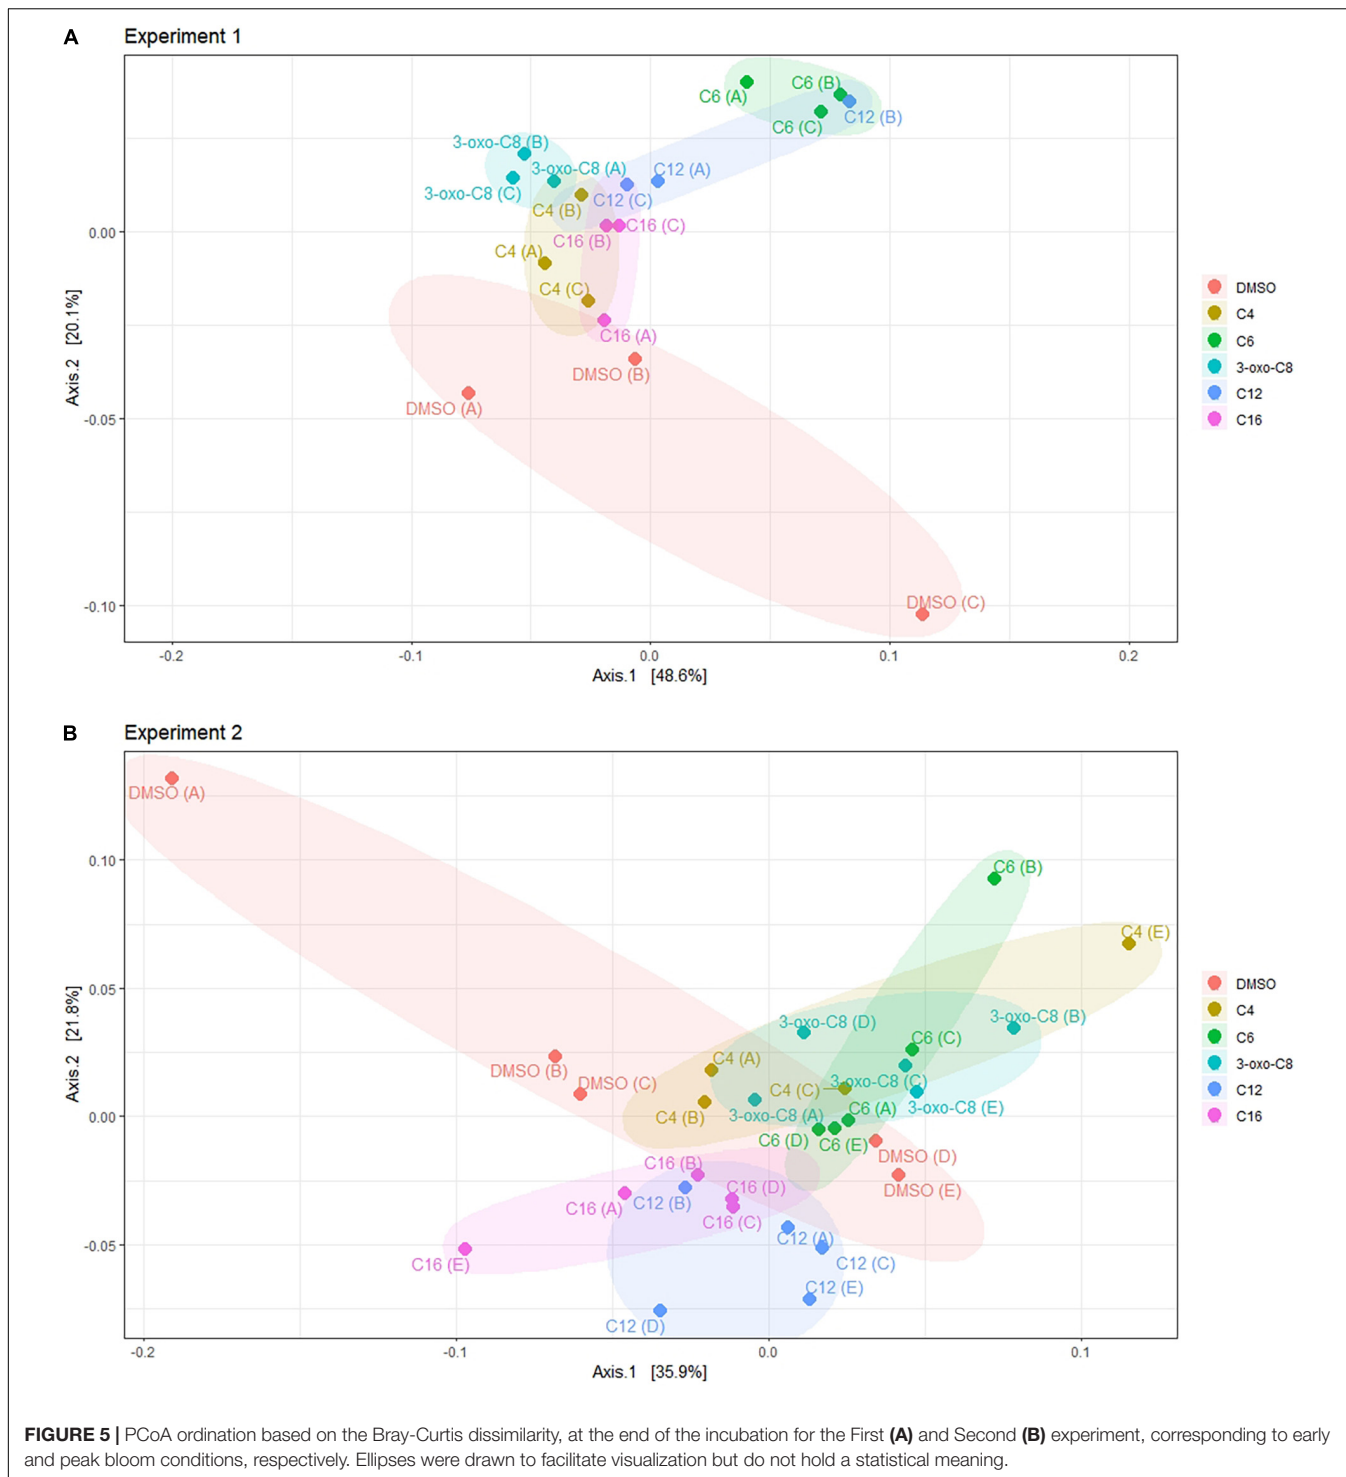 A Experiment 1
C6 (A)
C6 (B)
C12 (B)
C6 (C)
3-oxo-C8 (B)
3-oxo-C8 (A)
C12 (A)
3-oxo-C8 (C)
C12 (C)
C4 (B)
C16 (C)
C16 (B)
C4 (A)
C4 (C)
C16 (A)
DMSO (B)
DMSO (A)
DMSO (C)
0.00
-0.05
-0.10
Axis.2 [20.1%]
-0.2 -0.1 0.0 0.1 0.2
Axis.1 [48.6%]
DMSO
C4
C6
3-oxo-C8
C12
C16
B Experiment 2
DMSO (A)
C6 (B)
C4 (E)
3-oxo-C8 (D)
3-oxo-C8 (B)
C6 (C)
C4 (A)
DMSO (B)
DMSO (C)
C4 (C)
3-oxo-C8 (C)
3-oxo-C8 (E)
C4 (B)
3-oxo-C8 (A)
C6 (A)
C6 (D)
C6 (E)
DMSO (D)
DMSO (E)
C16 (B)
C16 (D)
C16 (A)
C12 (B)
C16 (C)
C12 (A)
C16 (E)
C12 (C)
C12 (E)
C12 (D)
0.10
0.05
0.00
-0.05
Axis.2 [21.8%]
-0.2 -0.1 0.0 0.1
Axis.1 [35.9%]
DMSO
C4
C6
3-oxo-C8
C12
C16
FIGURE 5 | PCoA ordination based on the Bray-Curtis dissimilarity, at the end of the incubation for the First (A) and Second (B) experiment, corresponding to early
and peak bloom conditions, respectively. Ellipses were drawn to facilitate visualization but do not hold a statistical meaning.